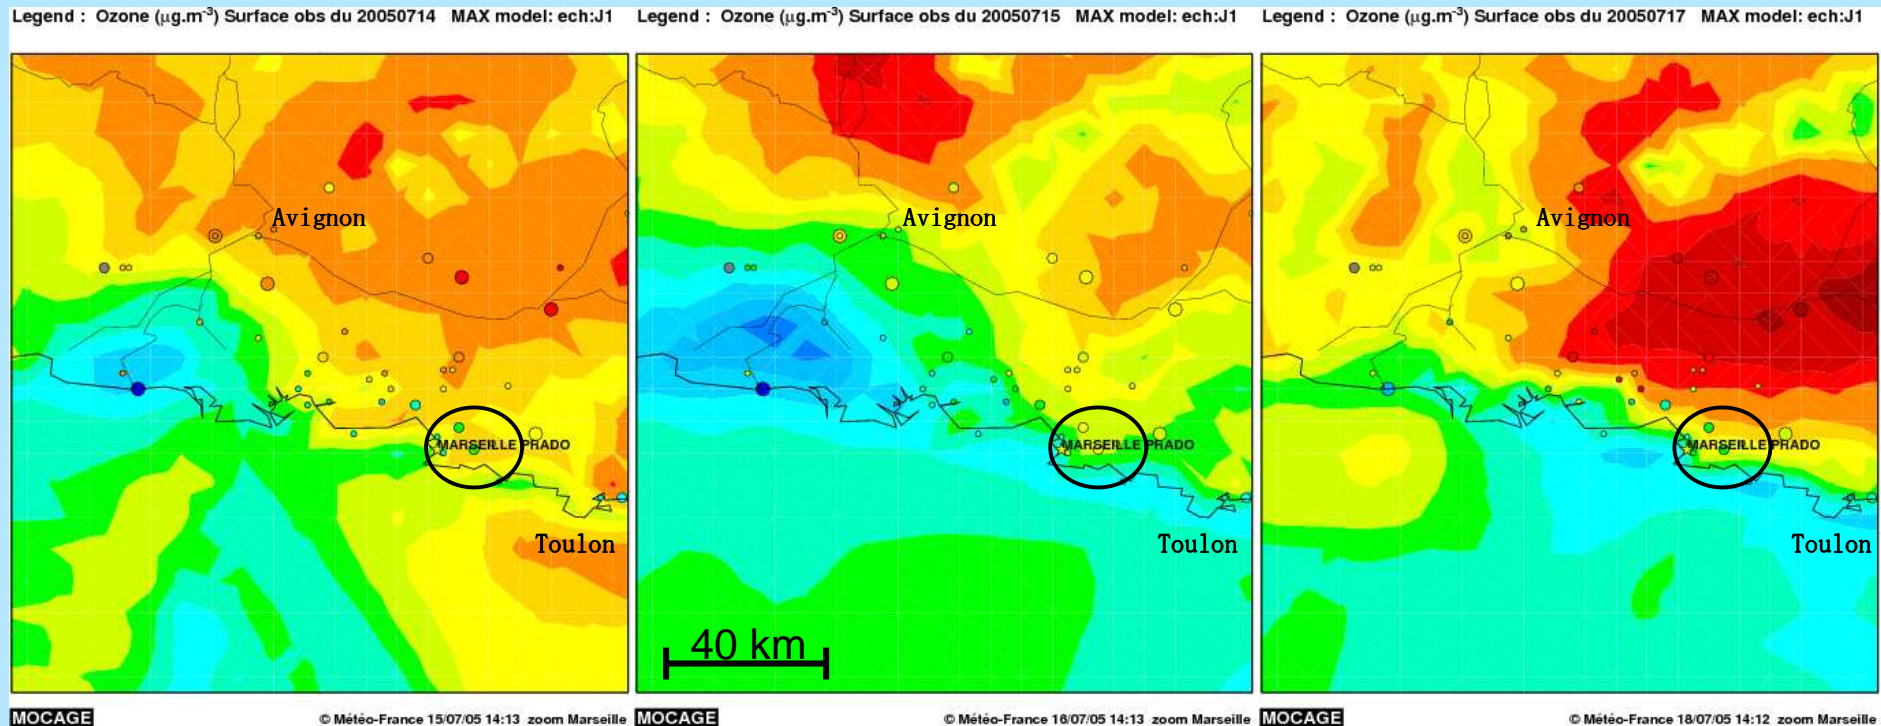 Legend : Ozone (μg.m-3) Surface obs du 20050714 MAX model: ech:J1
Legend : Ozone (μg.m-3) Surface obs du 20050715 MAX model: ech:J1
Legend : Ozone (μg.m-3) Surface obs du 20050717 MAX model: ech:J1
Avignon
Avignon
Avignon
MARSEILLE PRADO
MARSEILLE PRADO
MARSEILLE PRADO
Toulon
Toulon
Toulon
40 km
MOCAGE
© Météo-France 15/07/05 14:13 zoom Marseille
MOCAGE
© Météo-France 16/07/05 14:13 zoom Marseille
MOCAGE
© Météo-France 18/07/05 14:12 zoom Marseille